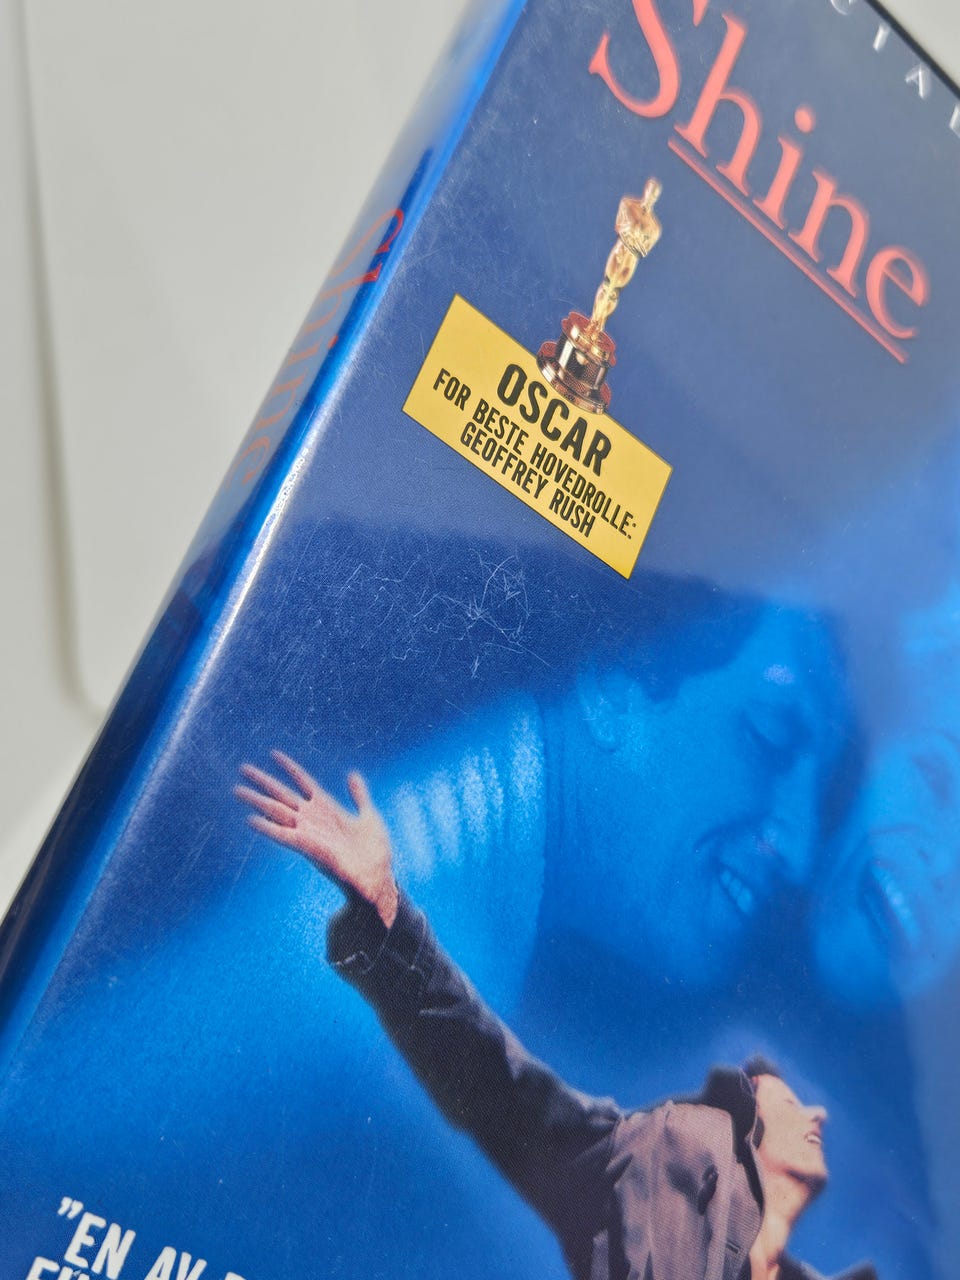 Shine
OSCAR
FOR BESTE HOVEDROLLE:
GEOFFREY RUSH
Shine
"EN AV